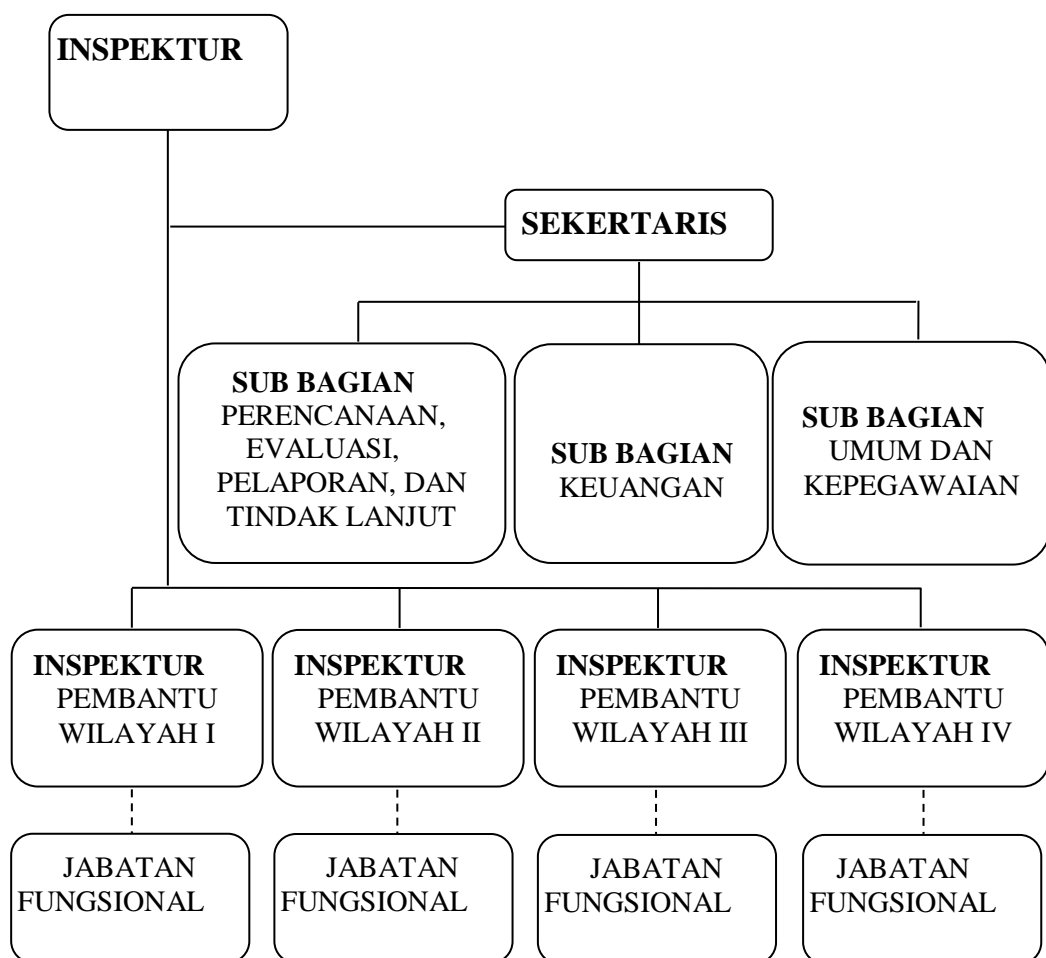 INSPEKTUR
SEKERTARIS
SUB BAGIAN
PERENCANAAN,
EVALUASI,
PELAPORAN, DAN
TINDAK LANJUT
SUB BAGIAN
KEUANGAN
SUB BAGIAN
UMUM DAN
KEPEGAWAIAN
INSPEKTUR
PEMBANTU
WILAYAH I
INSPEKTUR
PEMBANTU
WILAYAH II
INSPEKTUR
PEMBANTU
WILAYAH III
INSPEKTUR
PEMBANTU
WILAYAH IV
JABATAN
FUNGSIONAL
JABATAN
FUNGSIONAL
JABATAN
FUNGSIONAL
JABATAN
FUNGSIONAL